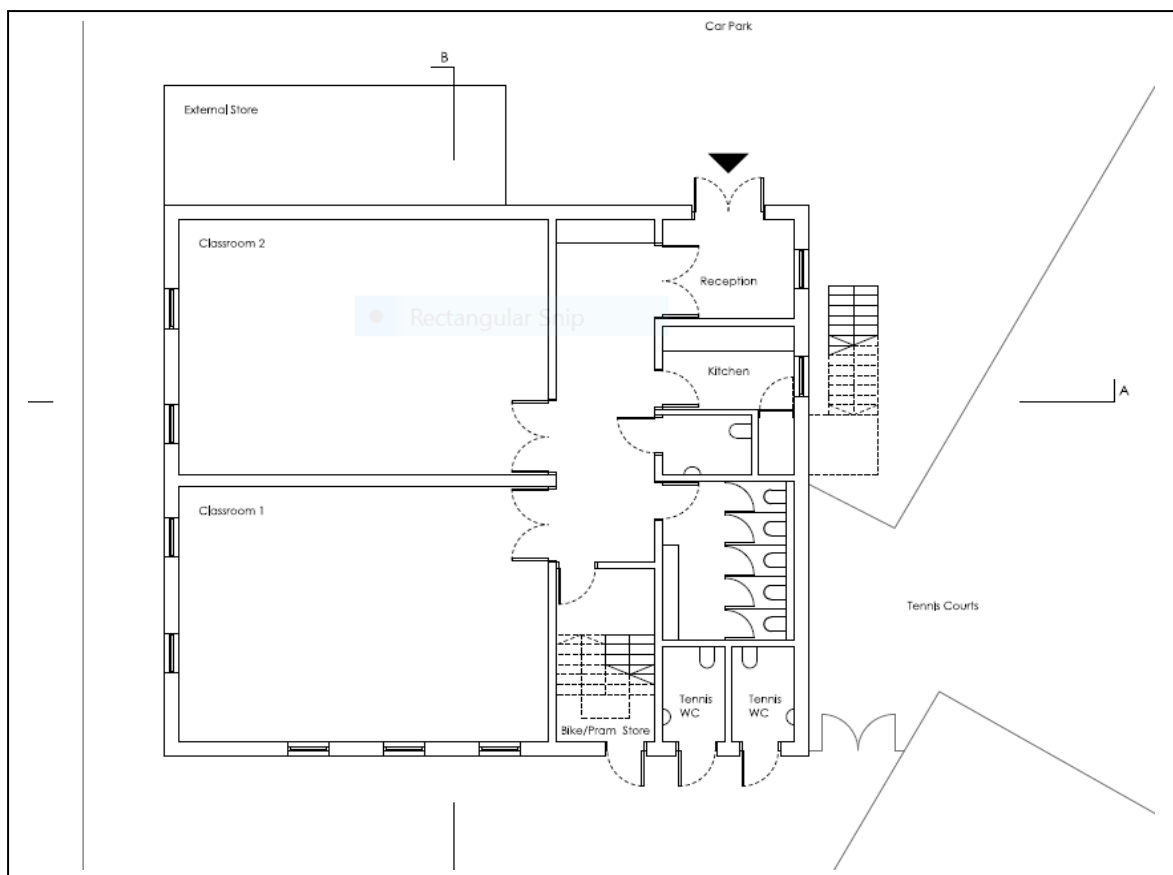 Car Park
B
External Store
Classroom 2
Reception
Rectangular Snip
Kitchen
A
Classroom 1
Tennis Courts
Tennis
WC
Tennis
WC
Bike/Pram Store